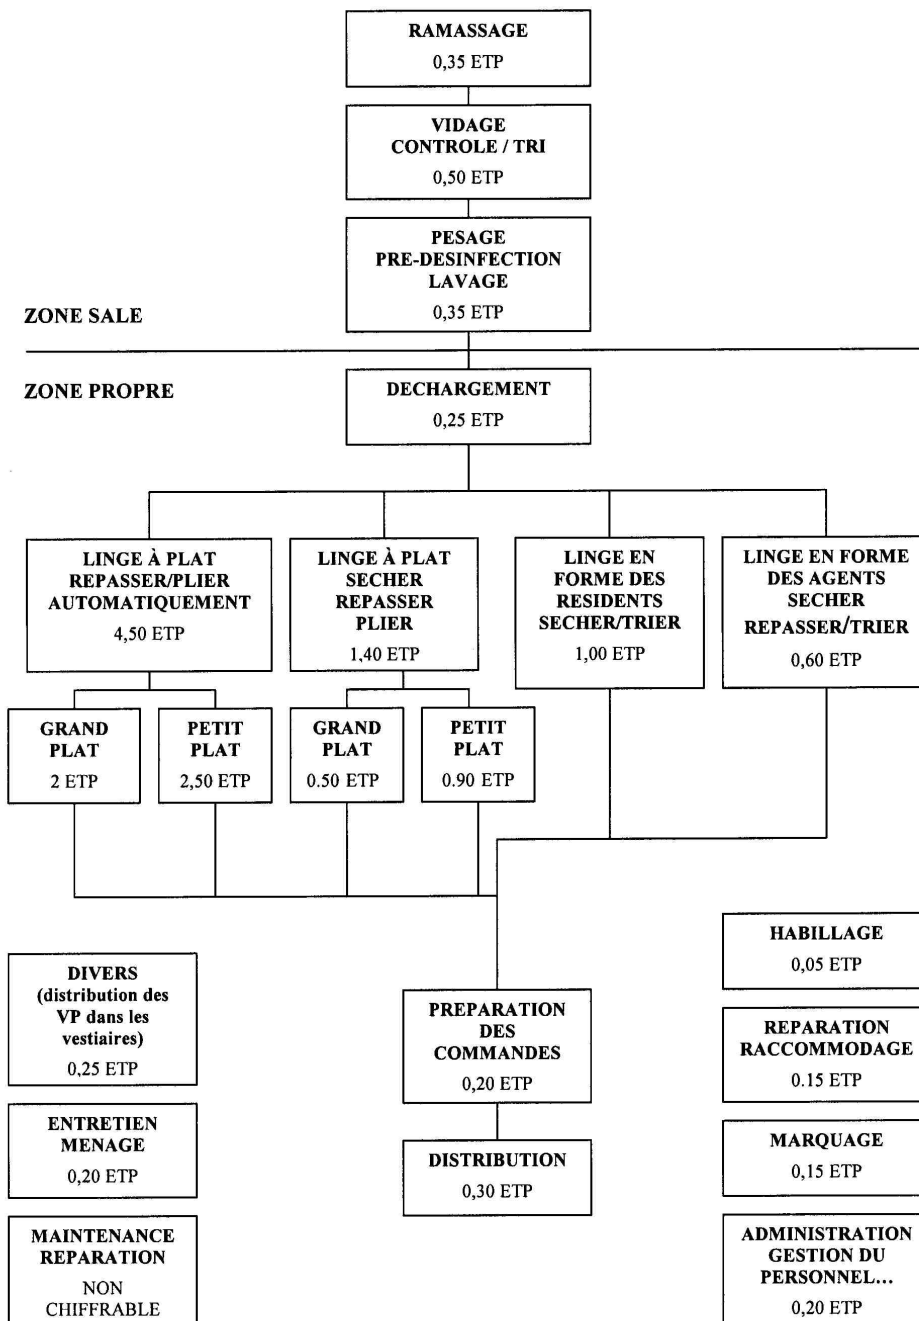 RAMASSAGE
0,35 ETP
VIDAGE
CONTROLE / TRI
0,50 ETP
PESAGE
PRE-DESINFECTION
LAVAGE
0,35 ETP
ZONE SALE
ZONE PROPRE
DECHARGEMENT
0,25 ETP
LINGE À PLAT
REPASSER/PLIER
AUTOMATIQUEMENT
4,50 ETP
LINGE À PLAT
SECHER
REPASSER
PLIER
1,40 ETP
LINGE EN
FORME DES
RESIDENTS
SECHER/TRIER
1,00 ETP
LINGE EN FORME
DES AGENTS
SECHER
REPASSER/TRIER
0,60 ETP
GRAND
PLAT
2 ETP
PETIT
PLAT
2,50 ETP
GRAND
PLAT
0.50 ETP
PETIT
PLAT
0.90 ETP
DIVERS
(distribution des
VP dans les
vestiaires)
0,25 ETP
ENTRETIEN
MENAGE
0,20 ETP
MAINTENANCE
REPARATION
NON
CHIFFRABLE
PREPARATION
DES
COMMANDES
0,20 ETP
DISTRIBUTION
0,30 ETP
HABILLAGE
0,05 ETP
REPARATION
RACCOMMODAGE
0.15 ETP
MARQUAGE
0,15 ETP
ADMINISTRATION
GESTION DU
PERSONNEL...
0,20 ETP